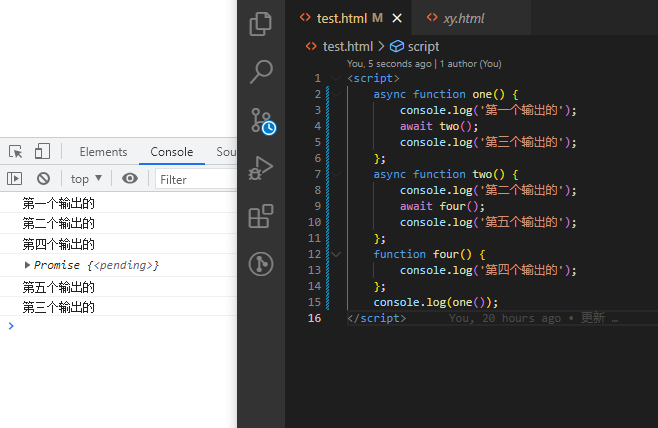 Elements Console Sou
top Filter
第一个输出的
第二个输出的
第四个输出的
Promise {<pending>}
第五个输出的
第三个输出的
test.html M xy.html
test.html > script
You, 5 seconds ago | 1 author (You)
1 <script>
2 async function one() {
3 console.log('第一个输出的');
4 await two();
5 console.log('第三个输出的');
6 };
7 async function two() {
8 console.log('第二个输出的');
9 await four();
10 console.log('第五个输出的');
11 };
12 function four() {
13 console.log('第四个输出的');
14 };
15 console.log(one());
16 </script> You, 20 hours ago • 更新 …